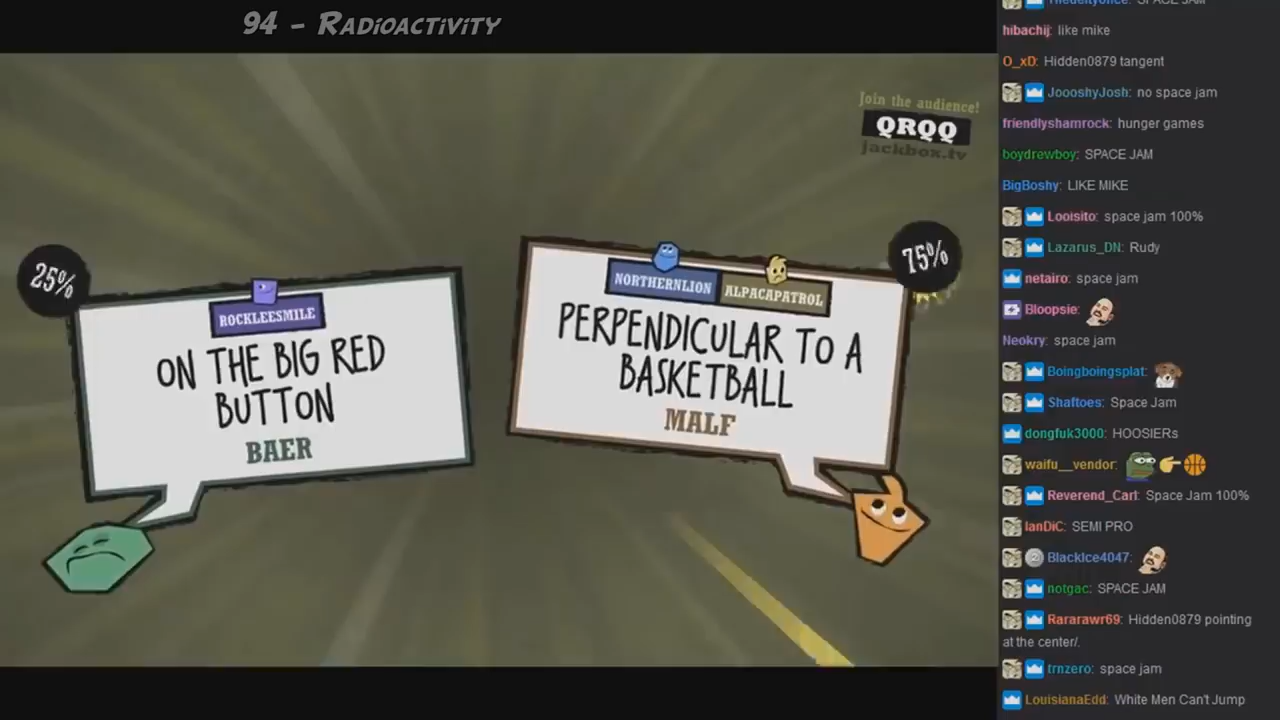 94 - RADIOACTIVITY
Join the audience!
QRQQ
jackbox.tv
25%
ROCKLEESMILE
ON THE BIG RED
BUTTON
BAER
75%
NORTHERNLION
ALPACAPATROL
PERPENDICULAR TO A
BASKETBALL
MALF
hibachij: like mike
O_xD: Hidden0879 tangent
JoooshyJosh: no space jam
friendlyshamrock: hunger games
boydrewboy: SPACE JAM
BigBoshy: LIKE MIKE
Looisito: space jam 100%
Lazarus_DN: Rudy
netairo: space jam
Bloopsie:
Neokry: space jam
Boingboingsplat:
Shaftoes: Space Jam
dongfuk3000: HOOSIERs
waifu__vendor:
Reverend_Carl: Space Jam 100%
IanDiC: SEMI PRO
BlackIce4047:
notgac: SPACE JAM
Rararawr69: Hidden0879 pointing
at the center/.
trnzero: space jam
LouisianaEdd: White Men Can't Jump